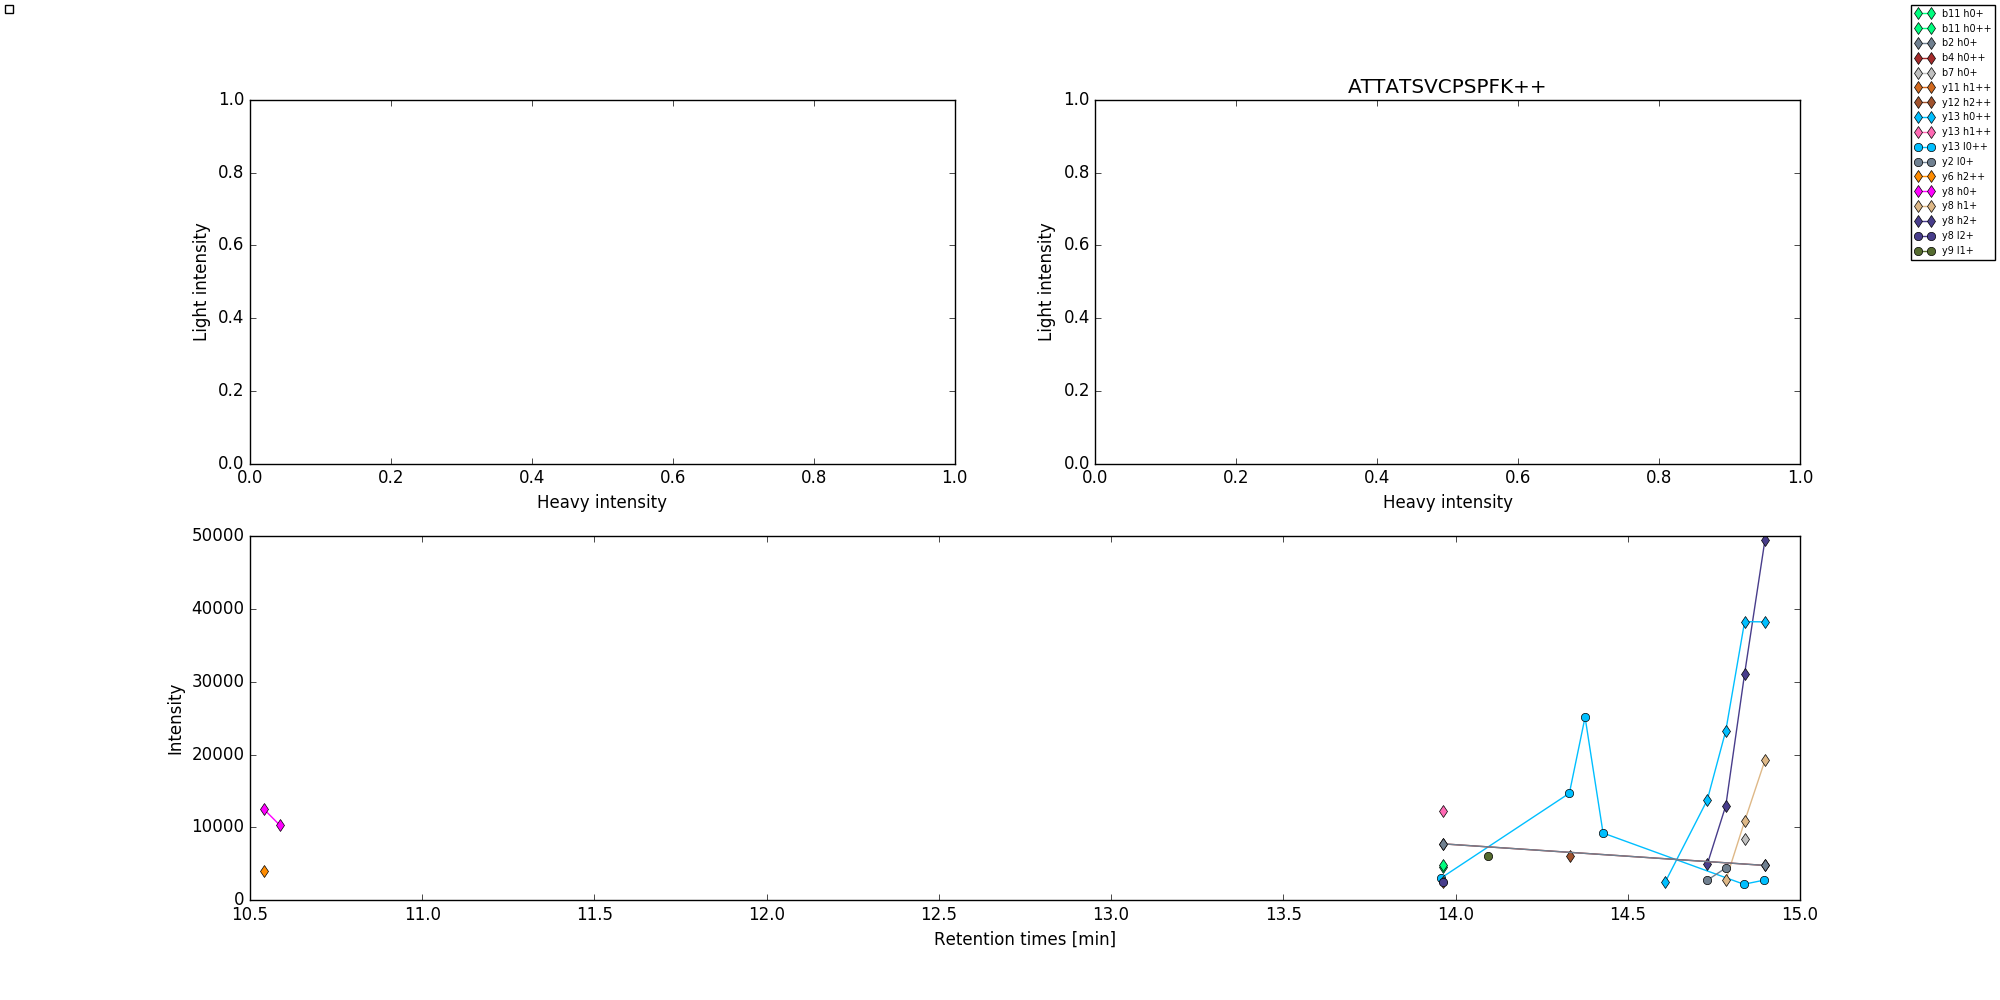 ATTATSVCPSPFK++
b11 h0+
b11 h0++
b2 h0+
b4 h0++
b7 h0+
y11 h1++
y12 h2++
y13 h0++
y13 h1++
y13 l0++
y2 l0+
y6 h2++
y8 h0+
y8 h1+
y8 h2+
y8 l2+
y9 l1+
1.0
0.8
0.6
0.4
0.2
0.0
Light intensity
0.0 0.2 0.4 0.6 0.8 1.0
Heavy intensity
1.0
0.8
0.6
0.4
0.2
0.0
Light intensity
0.0 0.2 0.4 0.6 0.8 1.0
Heavy intensity
50000
40000
30000
20000
10000
0
Intensity
10.5 11.0 11.5 12.0 12.5 13.0 13.5 14.0 14.5 15.0
Retention times [min]